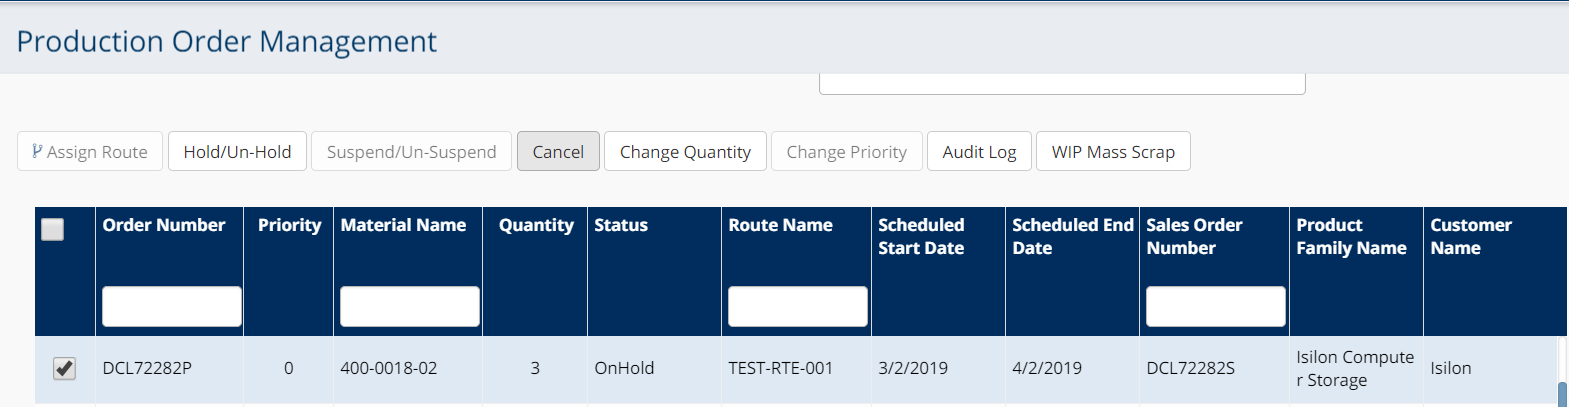 Production Order Management
Assign Route Hold/Un-Hold Suspend/Un-Suspend Cancel Change Quantity Change Priority Audit Log WIP Mass Scrap
Order Number Priority Material Name Quantity Status Route Name Scheduled Start Date Scheduled End Date Sales Order Number Product Family Name Customer Name
DCL72282P 0 400-0018-02 3 OnHold TEST-RTE-001 3/2/2019 4/2/2019 DCL72282S Isilon Compute
r Storage Isilon